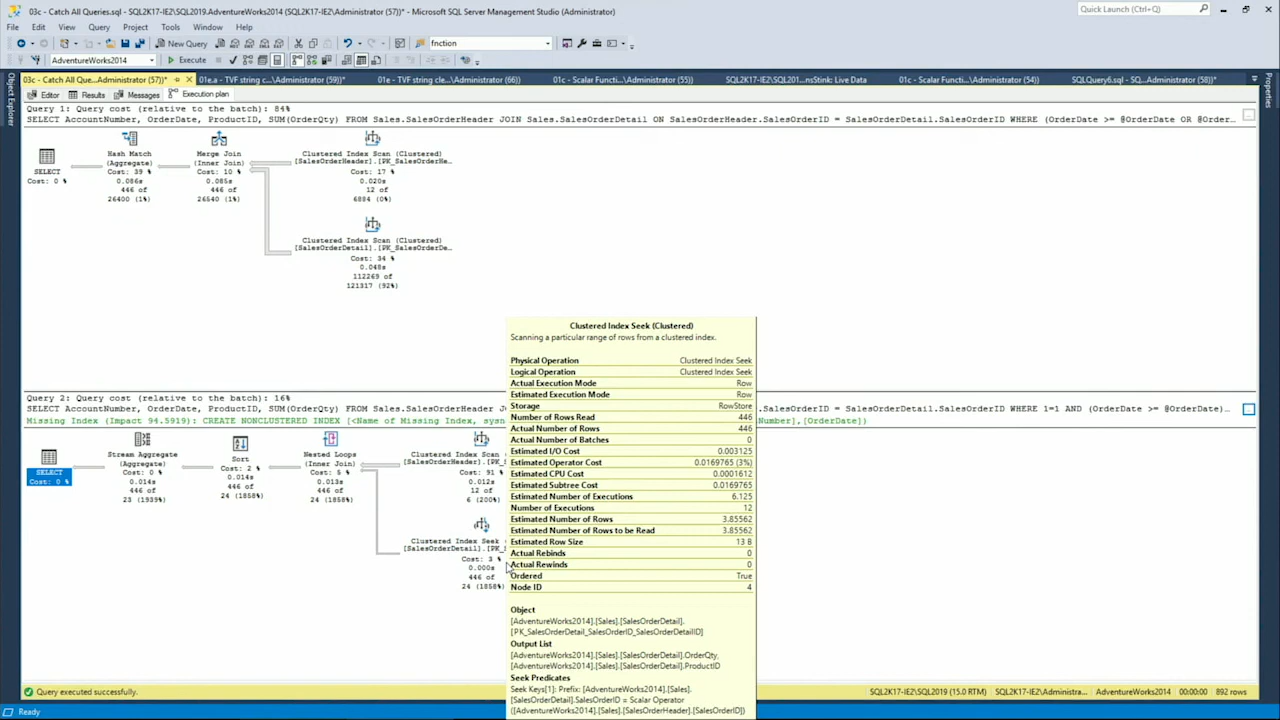 03c - Catch All Queries.sql - SQL2K17-IE2\SQL2019.AdventureWorks2014 (SQL2K17-IE2\Administrator (57))* - Microsoft SQL Server Management Studio (Administrator)
Quick Launch (Ctrl+Q)
File Edit View Query Project Tools Window Help
New Query
fnction
AdventureWorks2014
Execute
03c - Catch All Que...Administrator (57))*
01e.a - TVF string c...\Administrator (59))*
01e - TVF string cle...\Administrator (66))
01c - Scalar Functi...\Administrator (55))
SQL2K17-IE2\SQL201...nsStink: Live Data
01c - Scalar Functi...\Administrator (54))
SQLQuery6.sql - SQ...Administrator (58))*
Object Explorer
Properties
Editor Results Messages Execution plan
Query 1: Query cost (relative to the batch): 84%
SELECT AccountNumber, OrderDate, ProductID, SUM(OrderQty) FROM Sales.SalesOrderHeader JOIN Sales.SalesOrderDetail ON SalesOrderHeader.SalesOrderID = SalesOrderDetail.SalesOrderID WHERE (OrderDate >= @OrderDate OR @Order…
SELECT
Cost: 0 %
Hash Match
(Aggregate)
Cost: 39 %
0.086s
446 of
26400 (1%)
Merge Join
(Inner Join)
Cost: 10 %
0.085s
446 of
26540 (1%)
Clustered Index Scan (Clustered)
[SalesOrderHeader].[PK_SalesOrderHe…
Cost: 17 %
0.020s
12 of
6884 (0%)
Clustered Index Scan (Clustered)
[SalesOrderDetail].[PK_SalesOrderDe…
Cost: 34 %
0.048s
112269 of
121317 (92%)
Query 2: Query cost (relative to the batch): 16%
SELECT AccountNumber, OrderDate, ProductID, SUM(OrderQty) FROM Sales.SalesOrderHeader J
.SalesOrderID = SalesOrderDetail.SalesOrderID WHERE 1=1 AND (OrderDate >= @OrderDate)…
Missing Index (Impact 94.5919): CREATE NONCLUSTERED INDEX [<Name of Missing Index, sysn
Number],[OrderDate])
SELECT
Cost: 0 %
Stream Aggregate
(Aggregate)
Cost: 0 %
0.014s
446 of
23 (1939%)
Sort
Cost: 2 %
0.014s
446 of
24 (1858%)
Nested Loops
(Inner Join)
Cost: 5 %
0.013s
446 of
24 (1858%)
Clustered Index Scan
[SalesOrderHeader].[PK_S
Cost: 91 %
0.012s
12 of
6 (200%)
Clustered Index Seek
[SalesOrderDetail].[PK_S
Cost: 3 %
0.000s
446 of
24 (1858%)
Clustered Index Seek (Clustered)
Scanning a particular range of rows from a clustered index.
Physical Operation Clustered Index Seek
Logical Operation Clustered Index Seek
Actual Execution Mode Row
Estimated Execution Mode Row
Storage RowStore
Number of Rows Read 446
Actual Number of Rows 446
Actual Number of Batches 0
Estimated I/O Cost 0.003125
Estimated Operator Cost 0.0169765 (3%)
Estimated CPU Cost 0.0001612
Estimated Subtree Cost 0.0169765
Estimated Number of Executions 6.125
Number of Executions 12
Estimated Number of Rows 3.85562
Estimated Number of Rows to be Read 3.85562
Estimated Row Size 13 B
Actual Rebinds 0
Actual Rewinds 0
Ordered True
Node ID 4
Object
[AdventureWorks2014].[Sales].[SalesOrderDetail].
[PK_SalesOrderDetail_SalesOrderID_SalesOrderDetailID]
Output List
[AdventureWorks2014].[Sales].[SalesOrderDetail].OrderQty,
[AdventureWorks2014].[Sales].[SalesOrderDetail].ProductID
Seek Predicates
Seek Keys[1]: Prefix: [AdventureWorks2014].[Sales].
[SalesOrderDetail].SalesOrderID = Scalar Operator
([AdventureWorks2014].[Sales].[SalesOrderHeader].[SalesOrderID])
Query executed successfully.
SQL2K17-IE2\SQL2019 (15.0 RTM) SQL2K17-IE2\Administra... AdventureWorks2014 00:00:00 892 rows
Ready